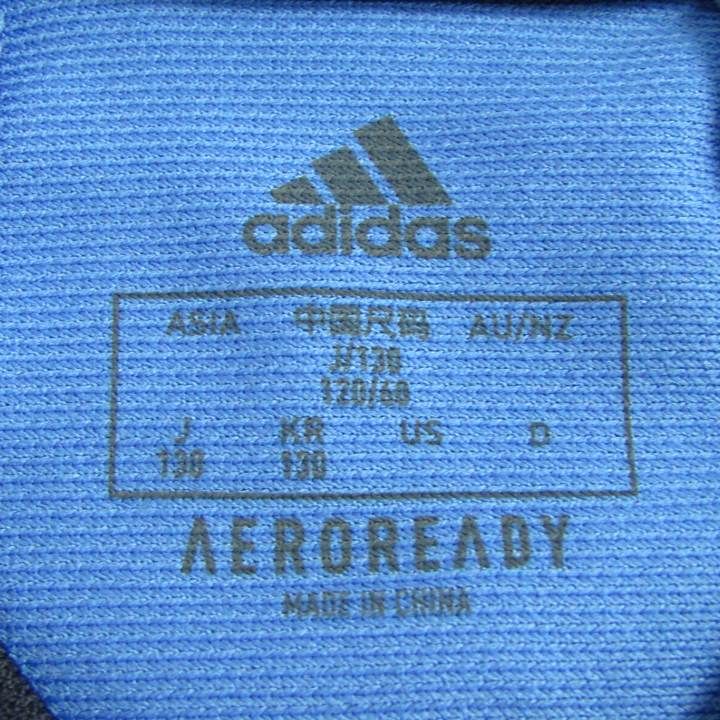 adidas
ASIA 中国尺码 AU/NZ
J/130
120/60
J KR US D
130 130
AEROREADY
MADE IN CHINA